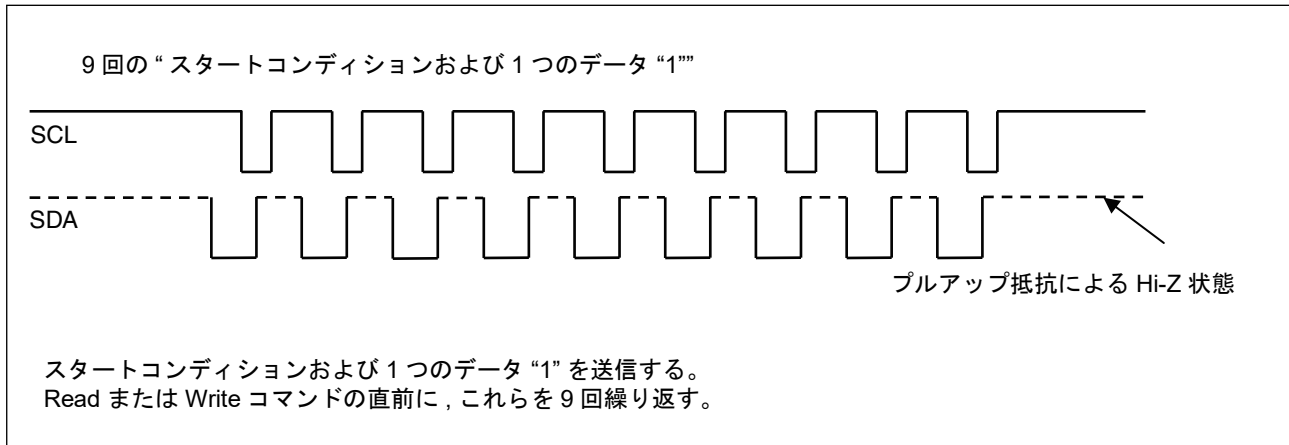 9 回の “ スタートコンディションおよび 1 つのデータ “1””
SCL
SDA
プルアップ抵抗による Hi-Z 状態
スタートコンディションおよび 1 つのデータ “1” を送信する。
Read または Write コマンドの直前に , これらを 9 回繰り返す。